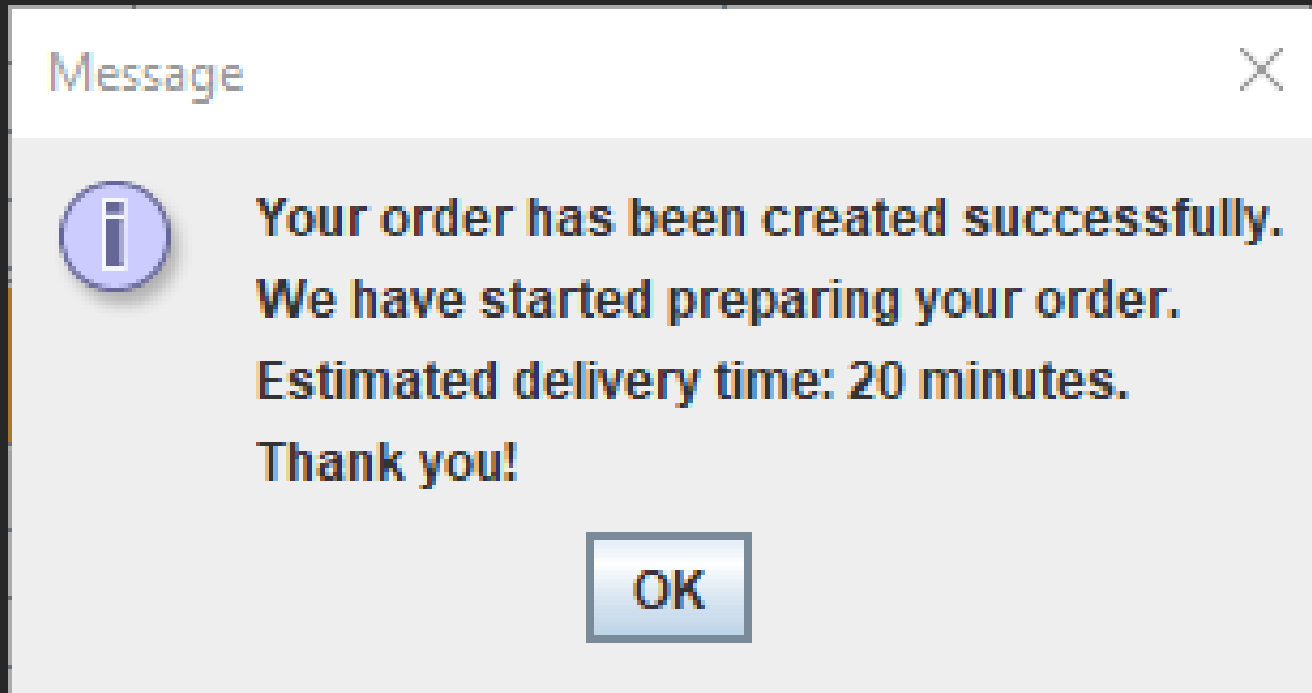 Message
Your order has been created successfully.
We have started preparing your order.
Estimated delivery time: 20 minutes.
Thank you!
OK